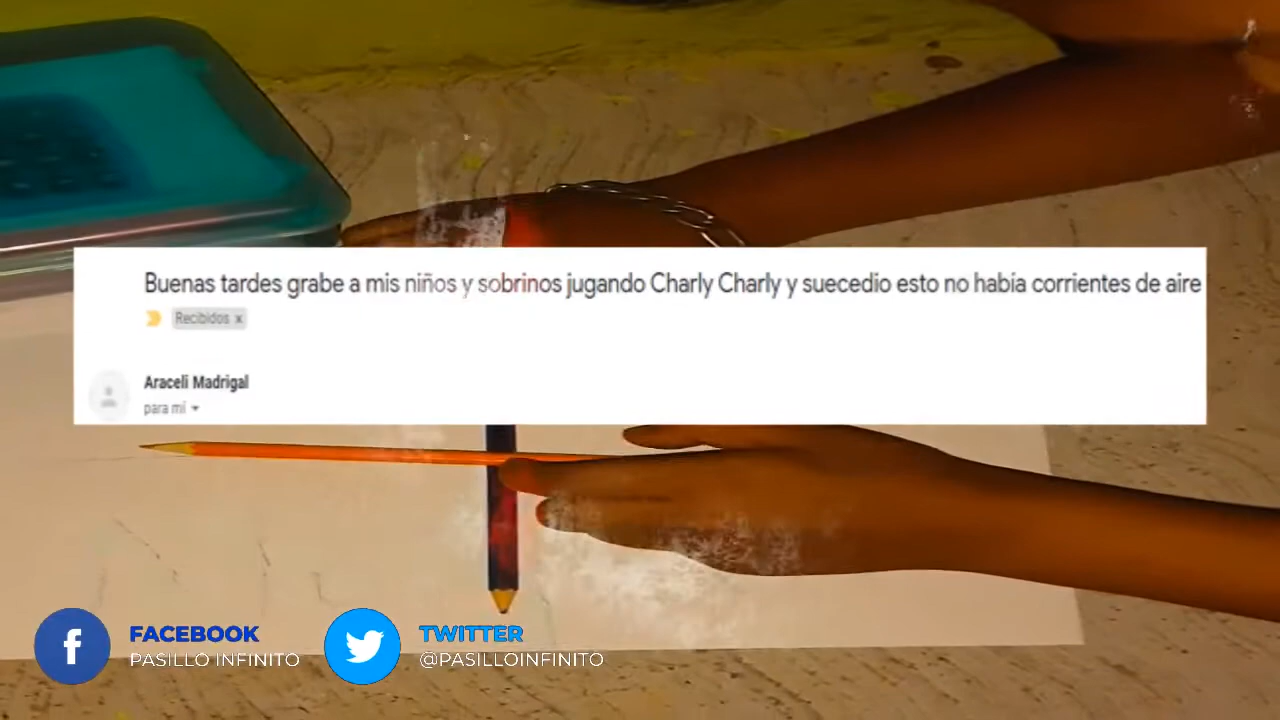 Buenas tardes grabe a mis niños y sobrinos jugando Charly Charly y suecedio esto no había corrientes de aire
Recibidos x
Araceli Madrigal
para mí
FACEBOOK
PASILLO INFINITO
TWITTER
@PASILLOINFINITO